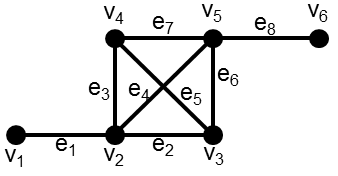 v₄ e₇ v₅ e₈ v₆
e₃ e₄ e₅ e₆
v₁ e₁ v₂ e₂ v₃